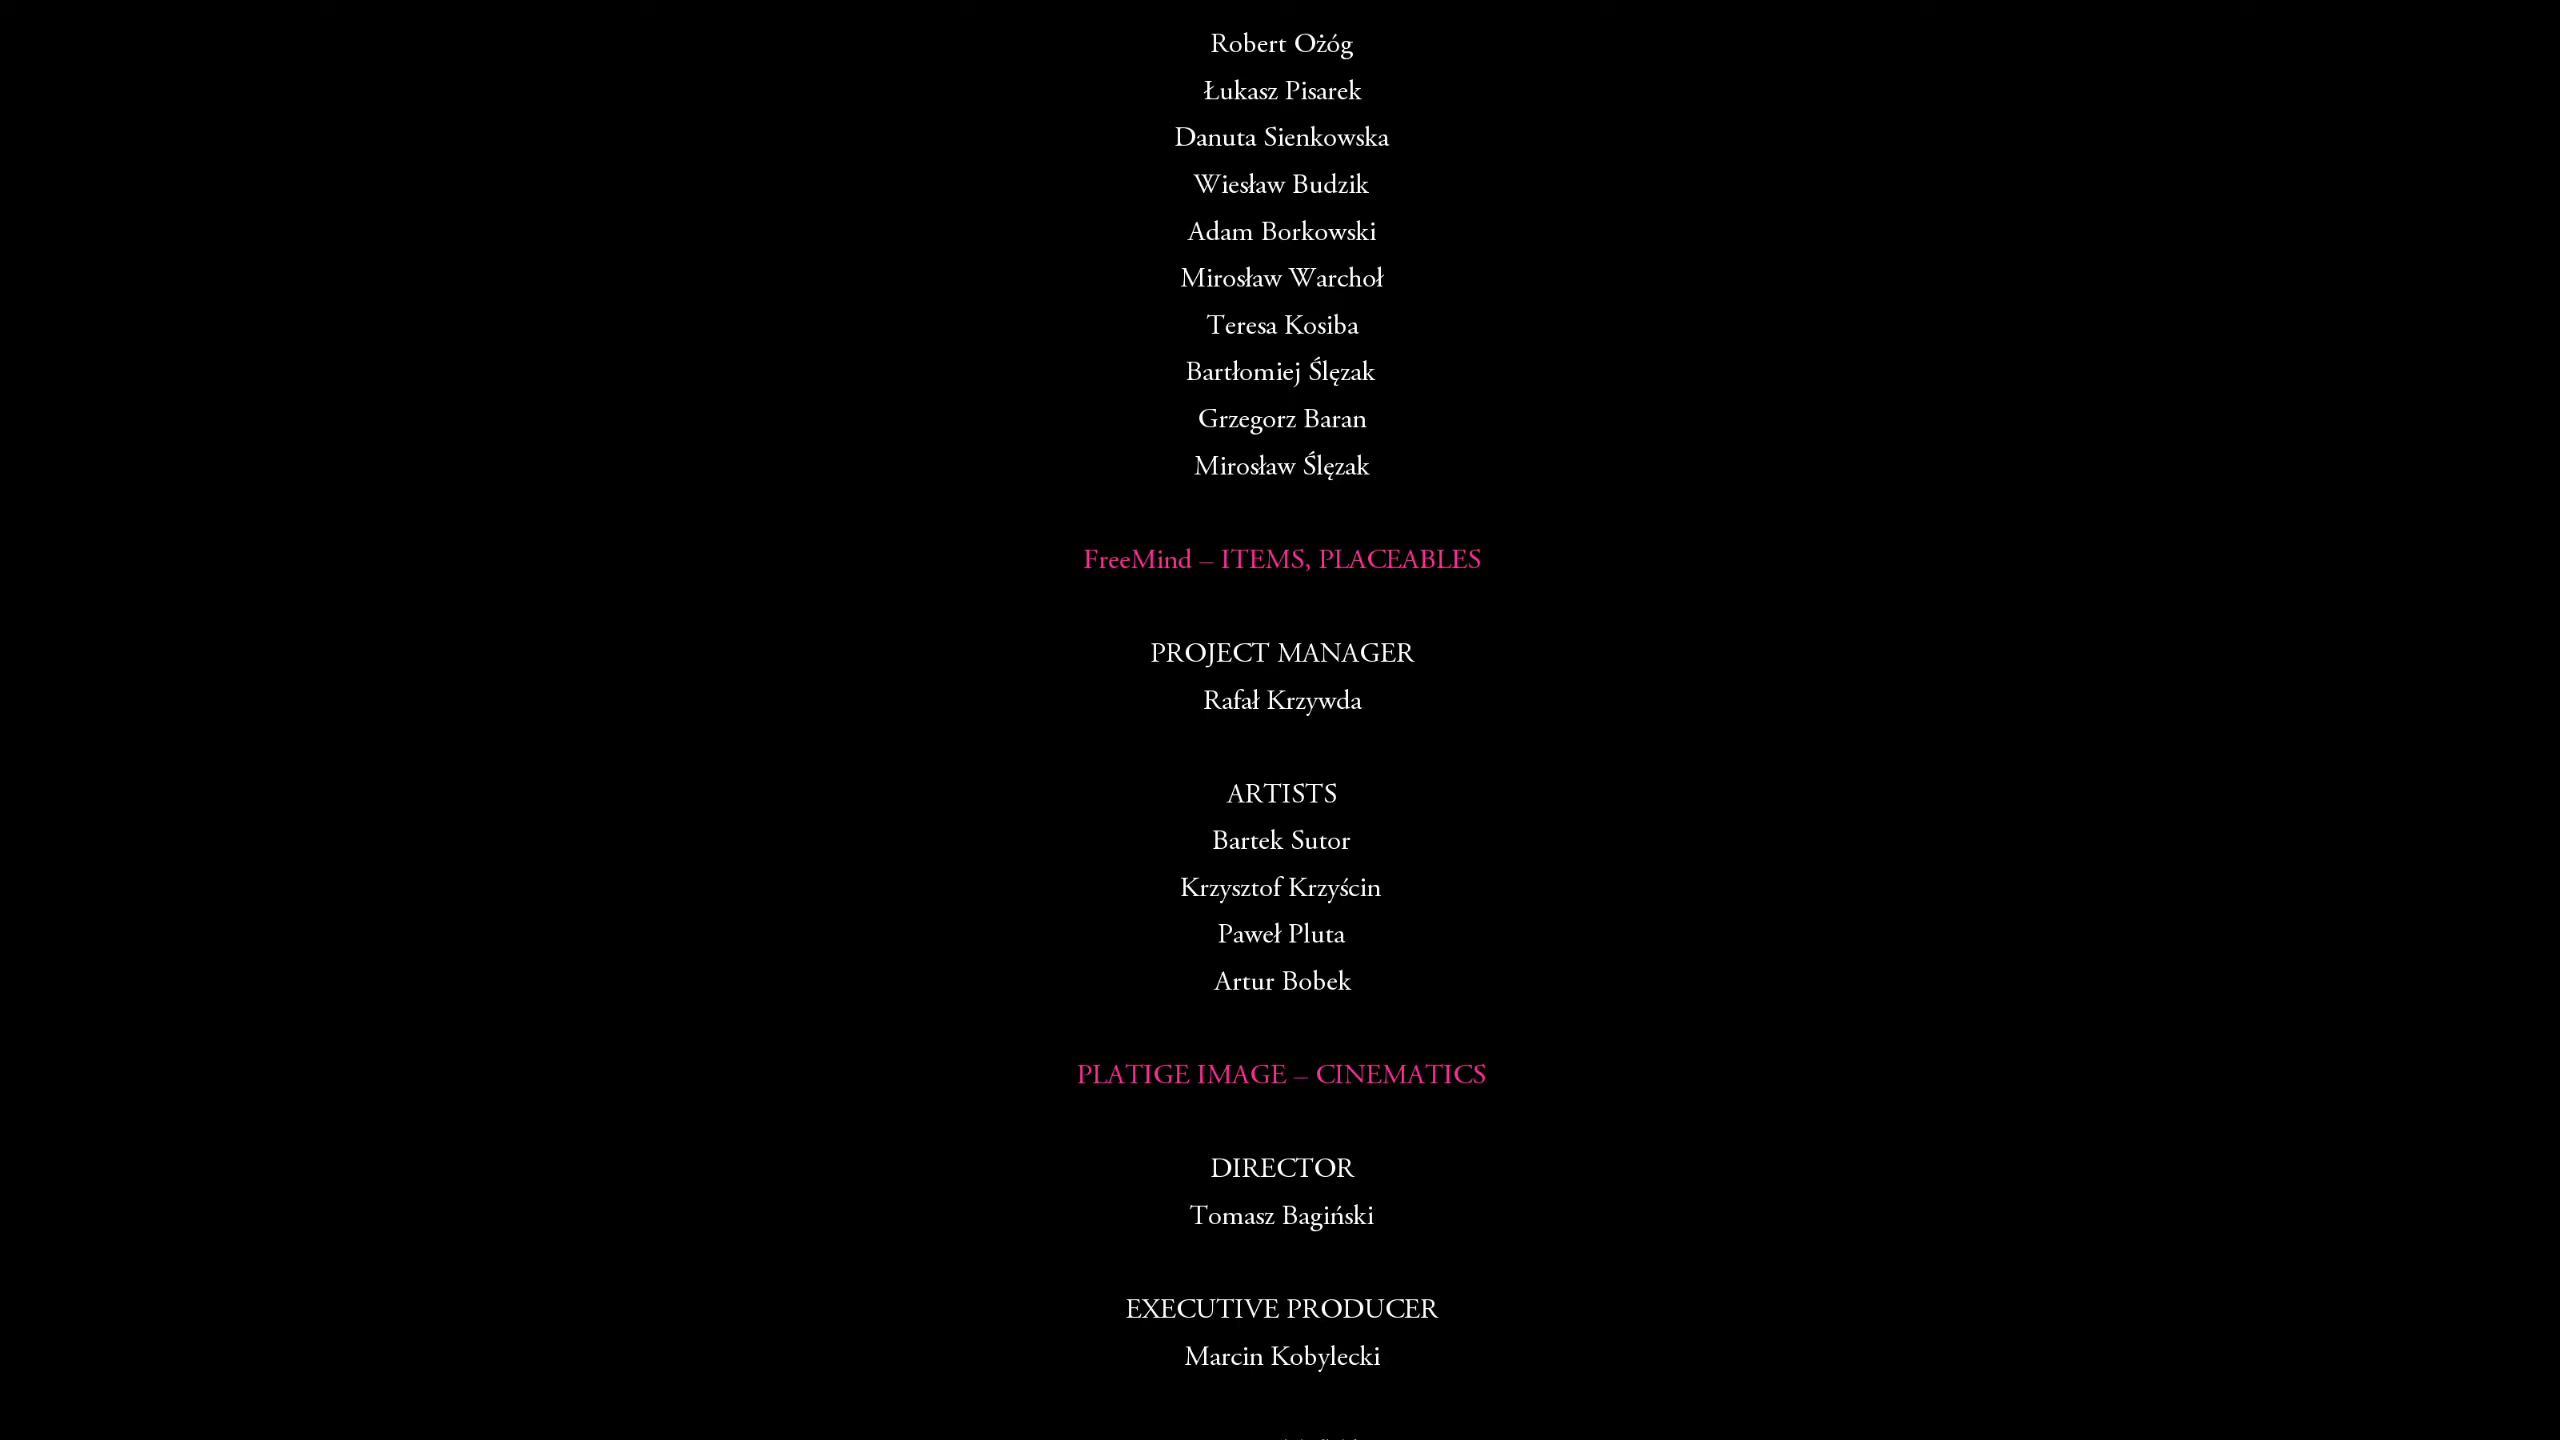 Robert Ożóg
Łukasz Pisarek
Danuta Sienkowska
Wiesław Budzik
Adam Borkowski
Mirosław Warchoł
Teresa Kosiba
Bartłomiej Ślęzak
Grzegorz Baran
Mirosław Ślęzak
FreeMind – ITEMS, PLACEABLES
PROJECT MANAGER
Rafał Krzywda
ARTISTS
Bartek Sutor
Krzysztof Krzyścin
Paweł Pluta
Artur Bobek
PLATIGE IMAGE – CINEMATICS
DIRECTOR
Tomasz Bagiński
EXECUTIVE PRODUCER
Marcin Kobylecki